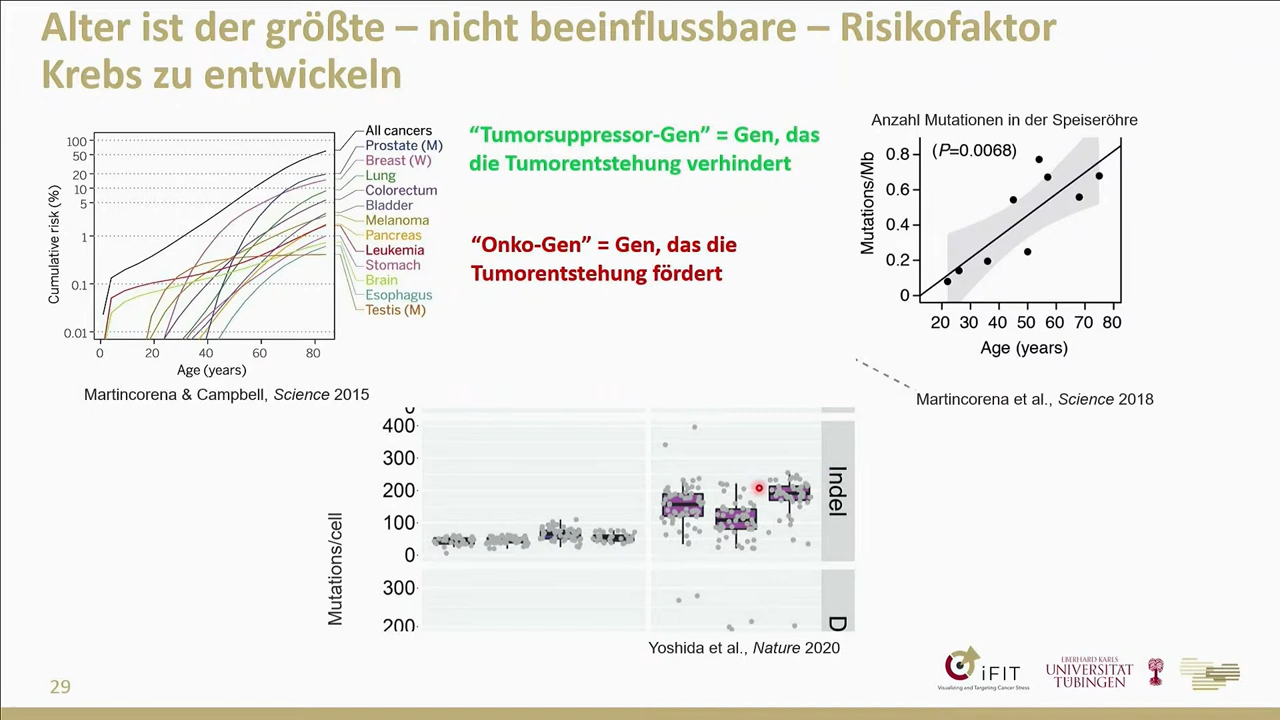 Alter ist der größte – nicht beeinflussbare – Risikofaktor
Krebs zu entwickeln
100
50
20
10
5
1
0.1
0.01
Cumulative risk (%)
0
20
40
60
80
Age (years)
All cancers
Prostate (M)
Breast (W)
Lung
Colorectum
Bladder
Melanoma
Pancreas
Leukemia
Stomach
Brain
Esophagus
Testis (M)
Martincorena & Campbell, Science 2015
“Tumorsuppressor-Gen” = Gen, das
die Tumorentstehung verhindert
“Onko-Gen” = Gen, das die
Tumorentstehung fördert
Anzahl Mutationen in der Speiseröhre
(P=0.0068)
0.8
0.6
0.4
0.2
0
Mutations/Mb
20 30 40 50 60 70 80
Age (years)
Martincorena et al., Science 2018
0
400
300
200
100
0
300
200
Mutations/cell
Indel
D
Yoshida et al., Nature 2020
29
iFIT
Visualizing and Targeting Cancer Stress
EBERHARD KARLS
UNIVERSITÄT
TÜBINGEN